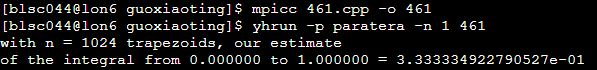 [blsc044@lon6 guoxiaoting]$ mpicc 461.cpp -o 461
[blsc044@lon6 guoxiaoting]$ yhrun -p paratera -n 1 461
with n = 1024 trapezoids, our estimate
of the integral from 0.000000 to 1.000000 = 3.333334922790527e-01